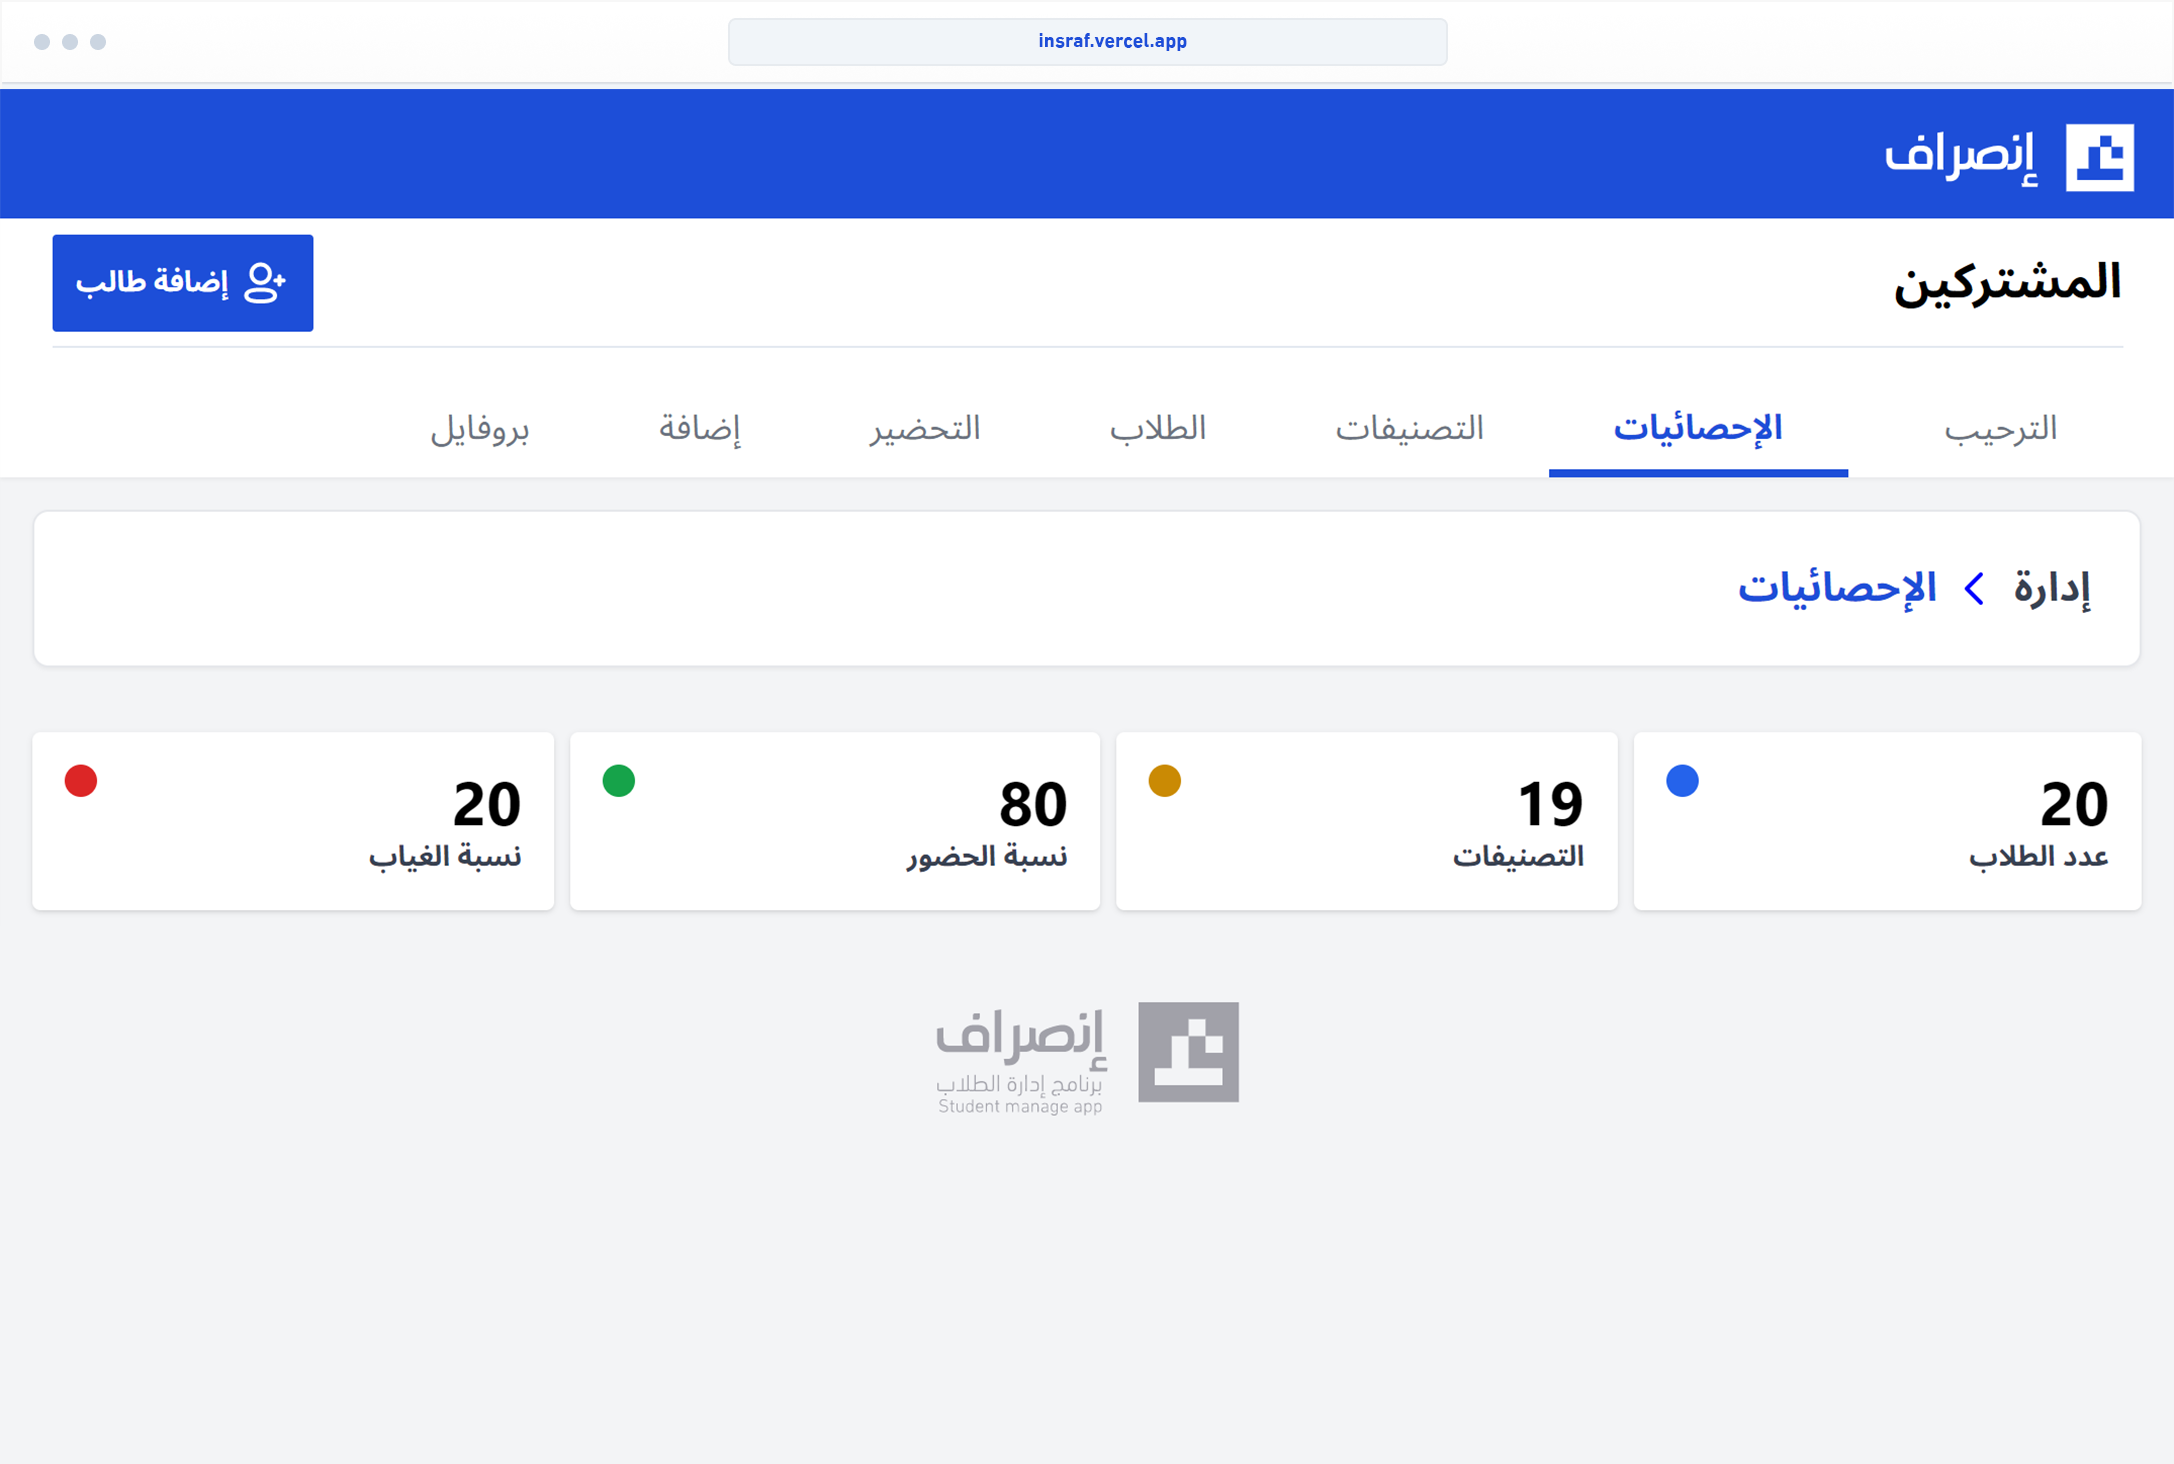 insraf.vercel.app
إنصراف
المشتركين
إضافة طالب
الترحيب
الإحصائيات
التصنيفات
الطلاب
التحضير
إضافة
بروفايل
إدارة
الإحصائيات
20
عدد الطلاب
19
التصنيفات
80
نسبة الحضور
20
نسبة الغياب
إنصراف
برنامج إدارة الطلاب
Student manage app